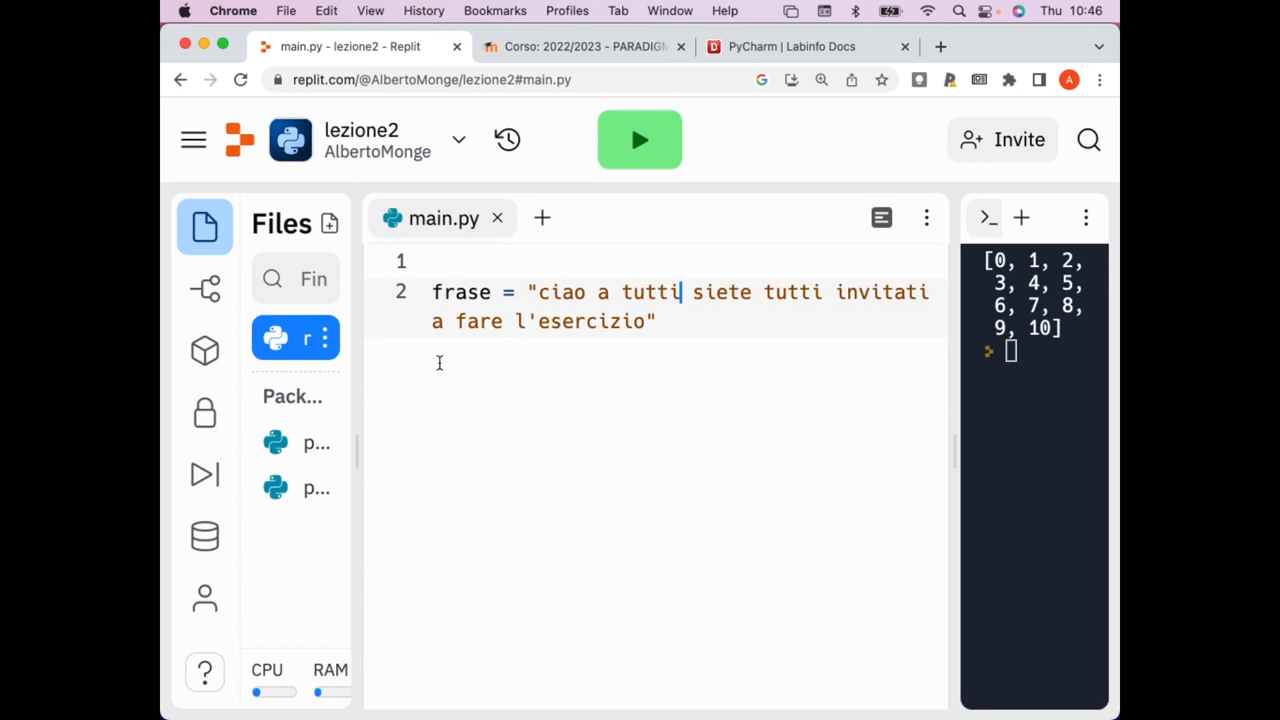 Chrome File Edit View History Bookmarks Profiles Tab Window Help Thu 10:46
main.py - lezione2 - Replit Corso: 2022/2023 - PARADIGM PyCharm | Labinfo Docs
replit.com/@AlbertoMonge/lezione2#main.py A
lezione2
AlbertoMonge
Invite
Files
main.py
Fin
r
Pack...
p...
p...
CPU RAM
?
1
2 frase = "ciao a tutti siete tutti invitati
a fare l'esercizio"
[0, 1, 2,
3, 4, 5,
6, 7, 8,
9, 10]